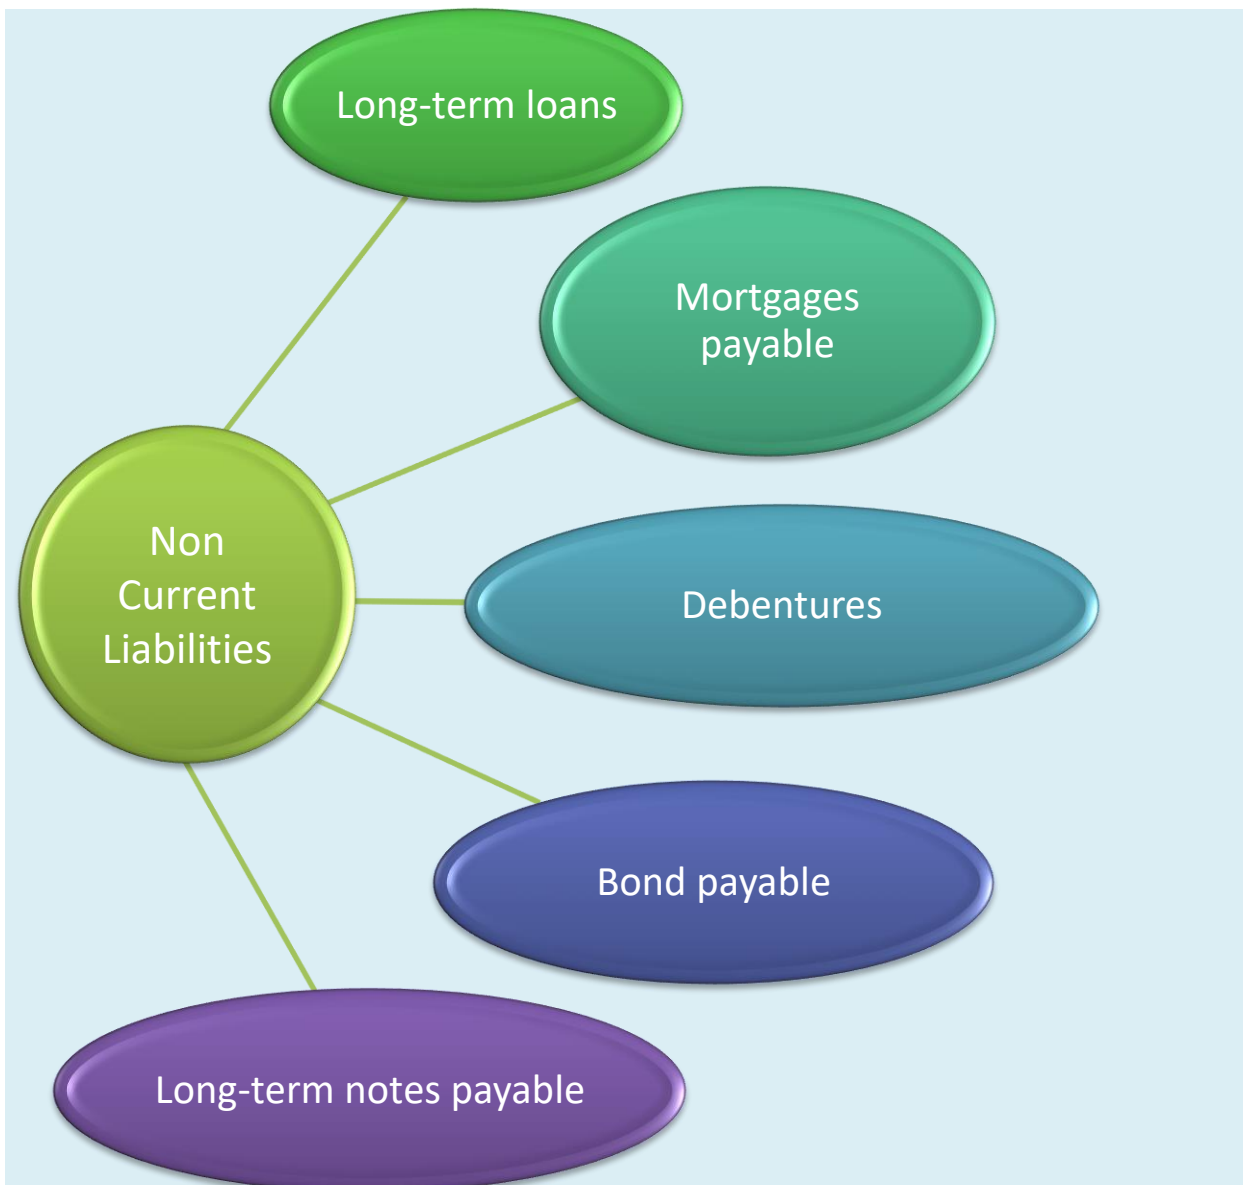 Long-term loans
Mortgages
payable
Non
Current
Liabilities
Debentures
Bond payable
Long-term notes payable